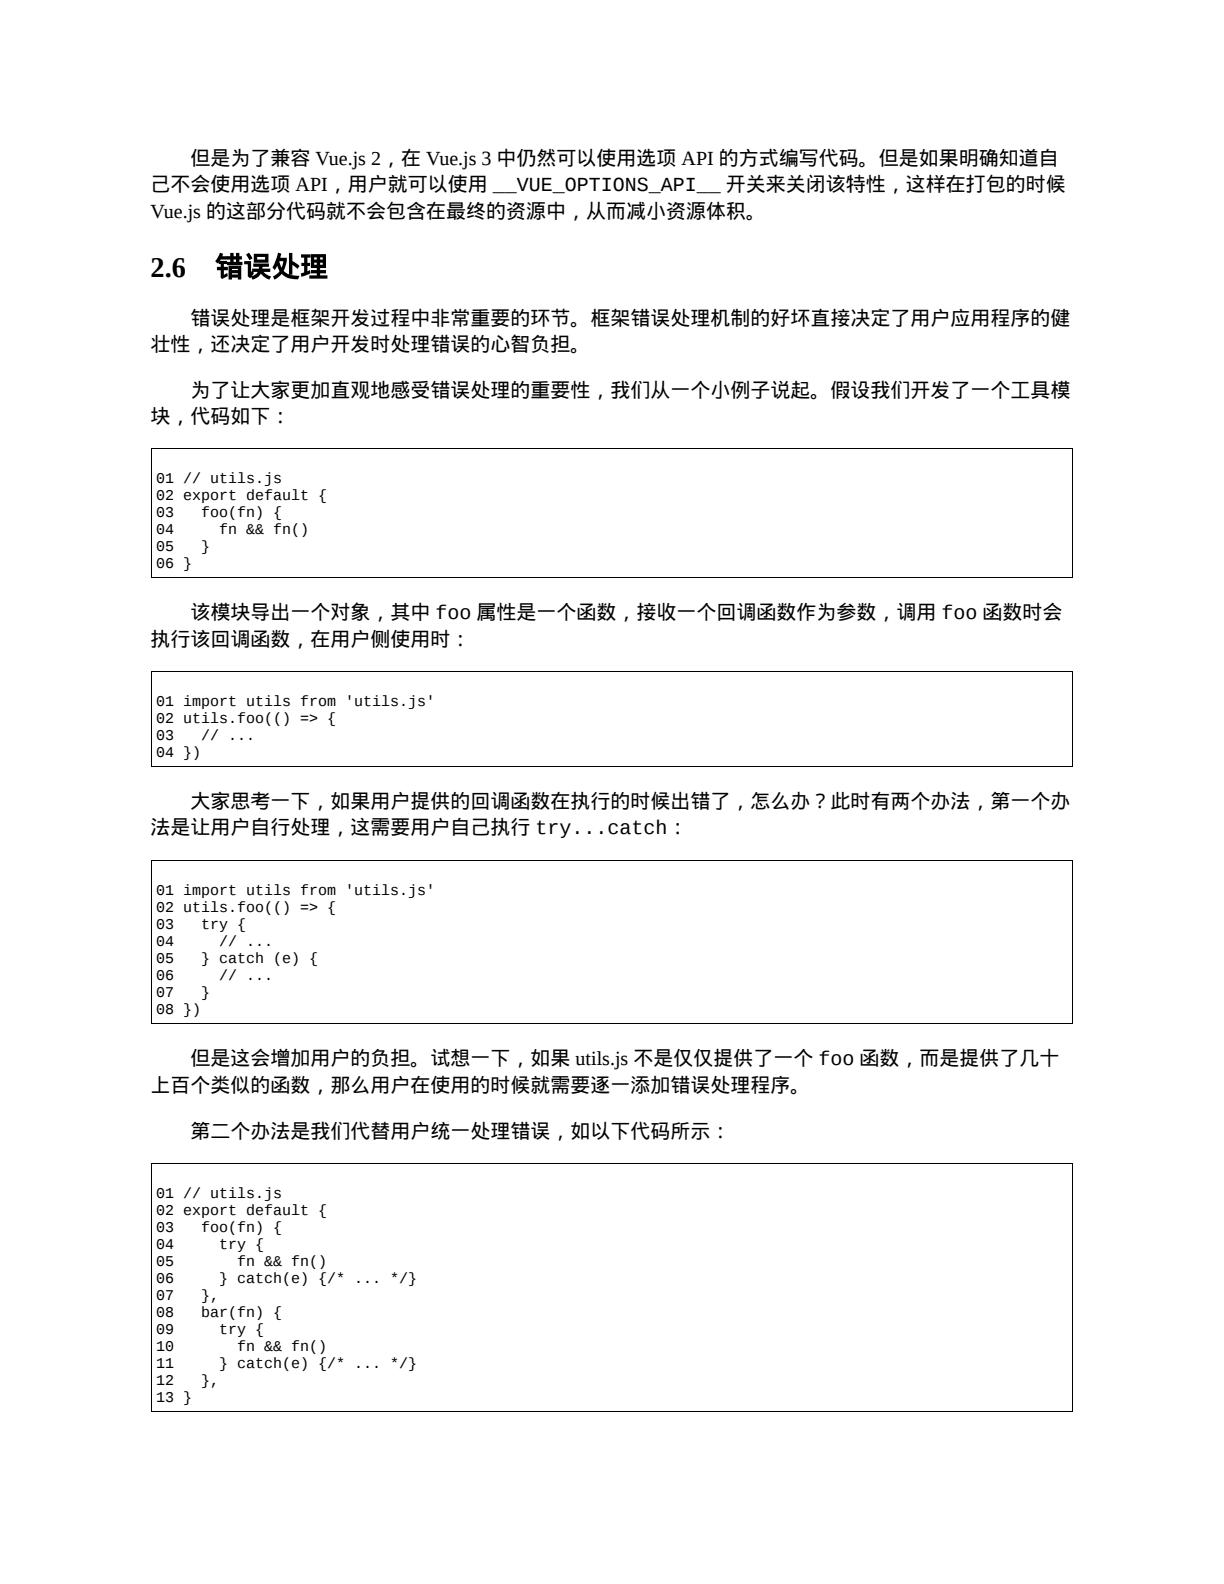 但是为了兼容 Vue.js 2，在 Vue.js 3 中仍然可以使用选项 API 的方式编写代码。但是如果明确知道自
己不会使用选项 API，用户就可以使用 __VUE_OPTIONS_API__ 开关来关闭该特性，这样在打包的时候
Vue.js 的这部分代码就不会包含在最终的资源中，从而减小资源体积。
2.6 错误处理
错误处理是框架开发过程中非常重要的环节。框架错误处理机制的好坏直接决定了用户应用程序的健
壮性，还决定了用户开发时处理错误的心智负担。
为了让大家更加直观地感受错误处理的重要性，我们从一个小例子说起。假设我们开发了一个工具模
块，代码如下：
01 // utils.js
02 export default {
03   foo(fn) {
04     fn && fn()
05   }
06 }
该模块导出一个对象，其中 foo 属性是一个函数，接收一个回调函数作为参数，调用 foo 函数时会
执行该回调函数，在用户侧使用时：
01 import utils from 'utils.js'
02 utils.foo(() => {
03   // ...
04 })
大家思考一下，如果用户提供的回调函数在执行的时候出错了，怎么办？此时有两个办法，第一个办
法是让用户自行处理，这需要用户自己执行 try...catch：
01 import utils from 'utils.js'
02 utils.foo(() => {
03   try {
04     // ...
05   } catch (e) {
06     // ...
07   }
08 })
但是这会增加用户的负担。试想一下，如果 utils.js 不是仅仅提供了一个 foo 函数，而是提供了几十
上百个类似的函数，那么用户在使用的时候就需要逐一添加错误处理程序。
第二个办法是我们代替用户统一处理错误，如以下代码所示：
01 // utils.js
02 export default {
03   foo(fn) {
04     try {
05       fn && fn()
06     } catch(e) {/* ... */}
07   },
08   bar(fn) {
09     try {
10       fn && fn()
11     } catch(e) {/* ... */}
12   },
13 }